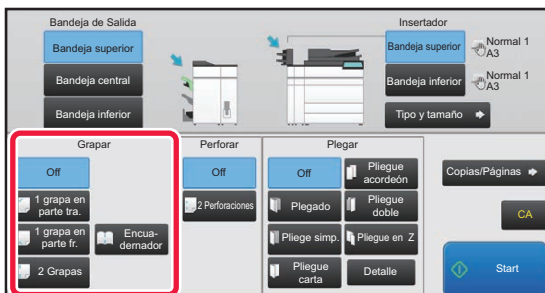 Bandeja de Salida
Insertador
Bandeja superior
Bandeja central
Bandeja inferior
Bandeja superior
Normal 1
A3
Bandeja inferior
Normal 1
A3
Tipo y tamaño
Grapar
Off
1 grapa en
parte tra.
1 grapa en
parte fr.
2 Grapas
Encua-
dernador
Perforar
Off
2 Perforaciones
Plegar
Off
Plegado
Pliege simp.
Pliegue
carta
Pliegue
acordeón
Pliegue
doble
Pliegue en Z
Detalle
Copias/Páginas
CA
Start